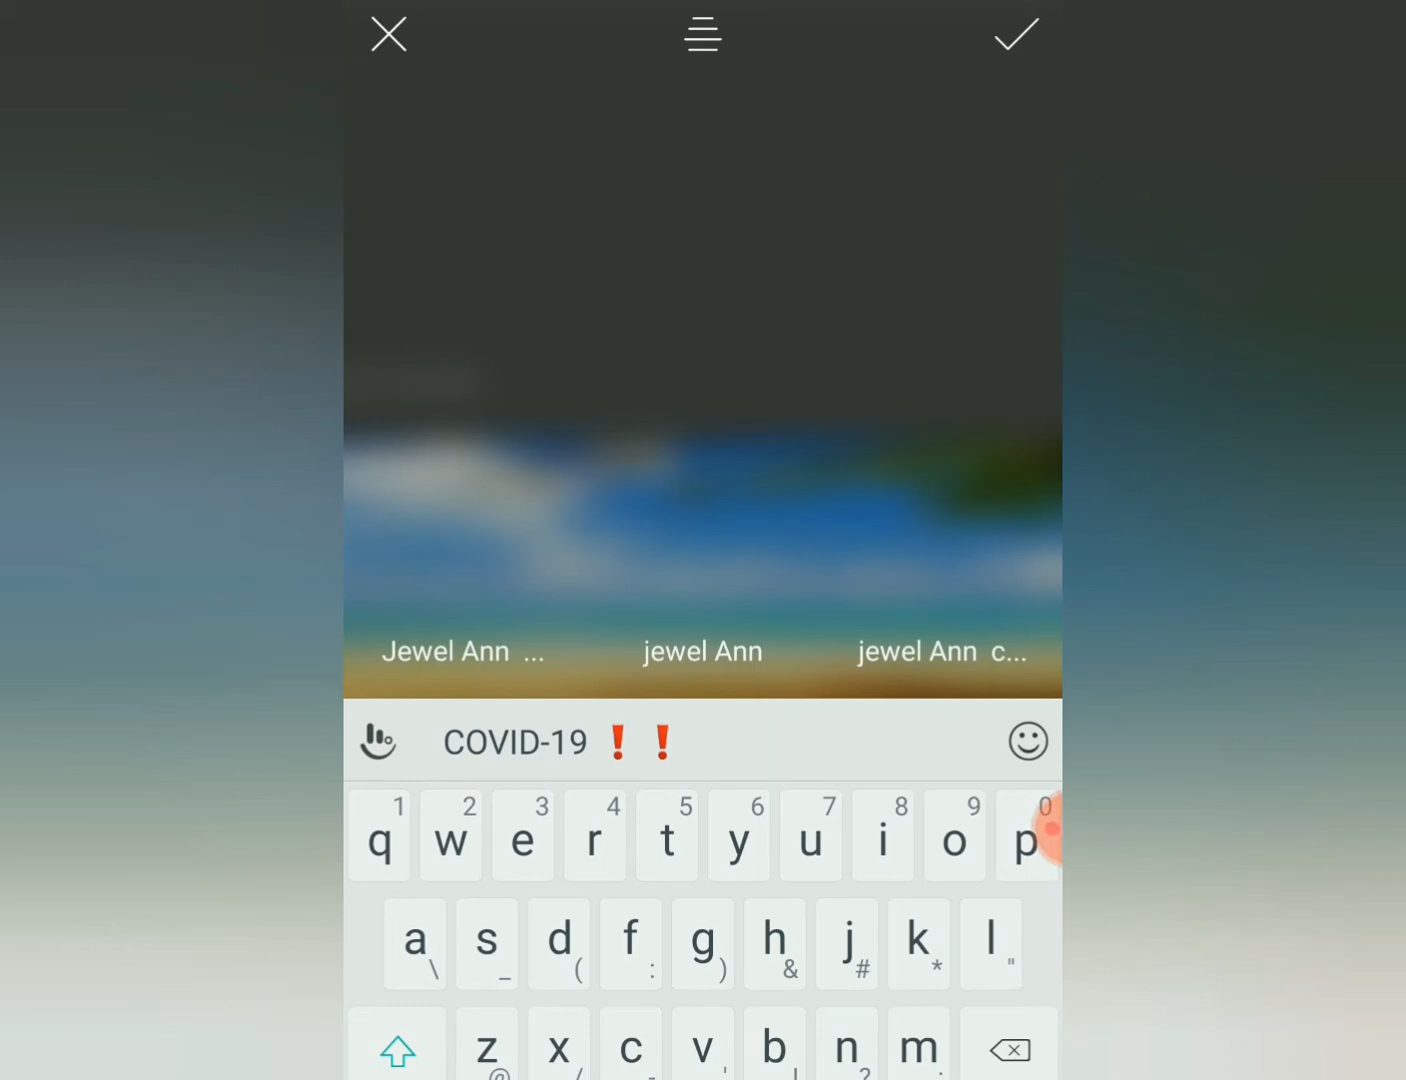 Jewel Ann ... jewel Ann jewel Ann c...
COVID-19 ❗ ❗
1 2 3 4 5 6 7 8 9 0
q w e r t y u i o p
a s d f g h j k l
\ _ ( : ) & # * "
z x c v b n m
@ / - ' ! ? .